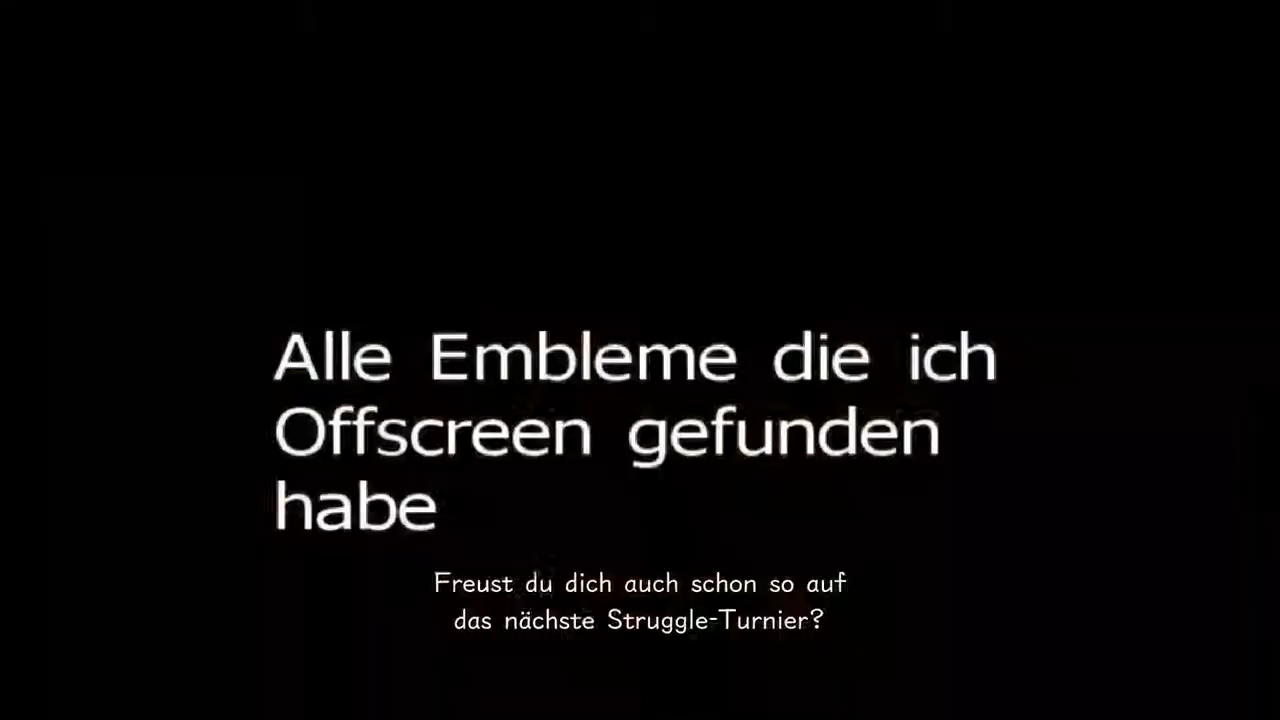 Alle Embleme die ich
Offscreen gefunden
habe
Freust du dich auch schon so auf
das nächste Struggle-Turnier?